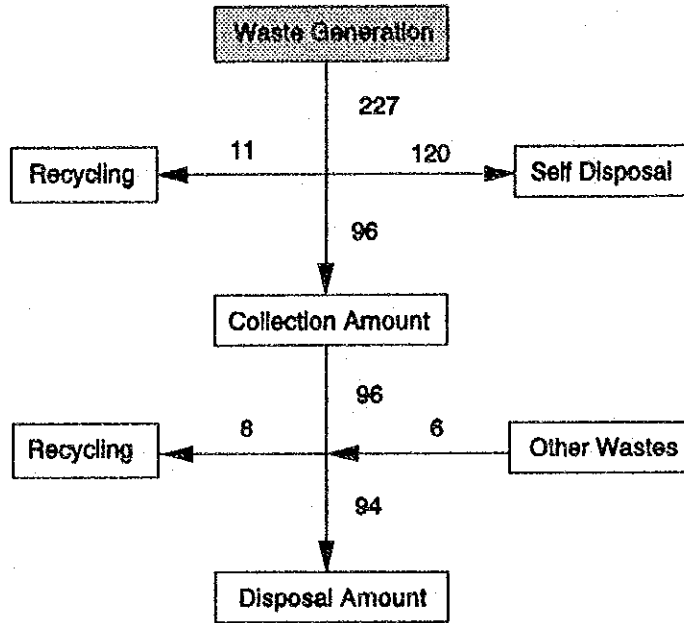 Waste Generation
227
11
120
Recycling
Self Disposal
96
Collection Amount
96
8
6
Recycling
Other Wastes
94
Disposal Amount